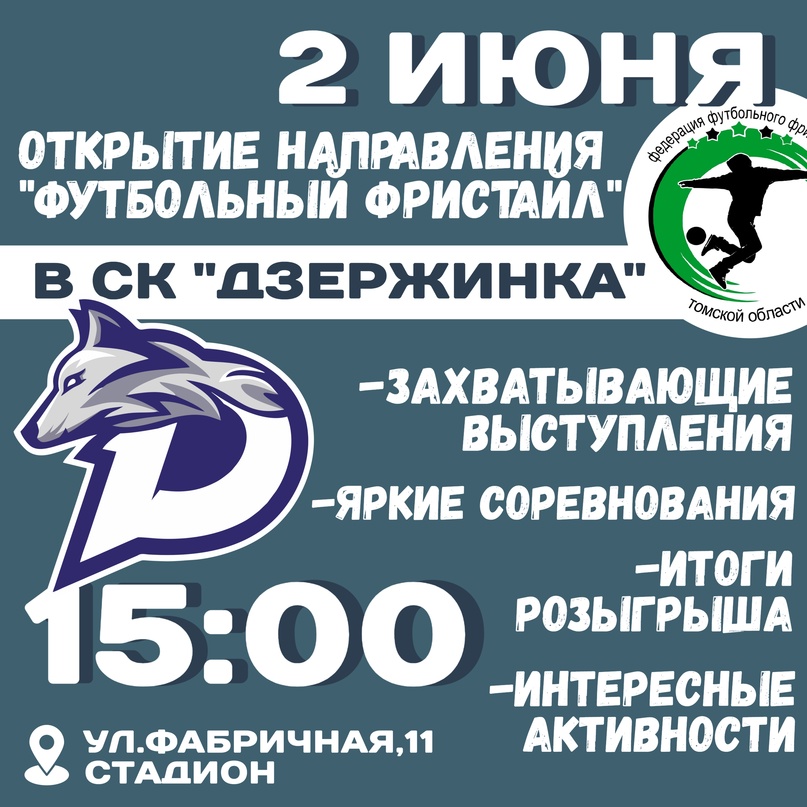 2 ИЮНЯ
ОТКРЫТИЕ НАПРАВЛЕНИЯ
"ФУТБОЛЬНЫЙ ФРИСТАЙЛ"
федерация футбольного фри
томской области
В СК "ДЗЕРЖИНКА"
-ЗАХВАТЫВАЮЩИЕ
ВЫСТУПЛЕНИЯ
-ЯРКИЕ СОРЕВНОВАНИЯ
-ИТОГИ
РОЗЫГРЫША
-ИНТЕРЕСНЫЕ
АКТИВНОСТИ
D
15:00
УЛ.ФАБРИЧНАЯ,11
СТАДИОН